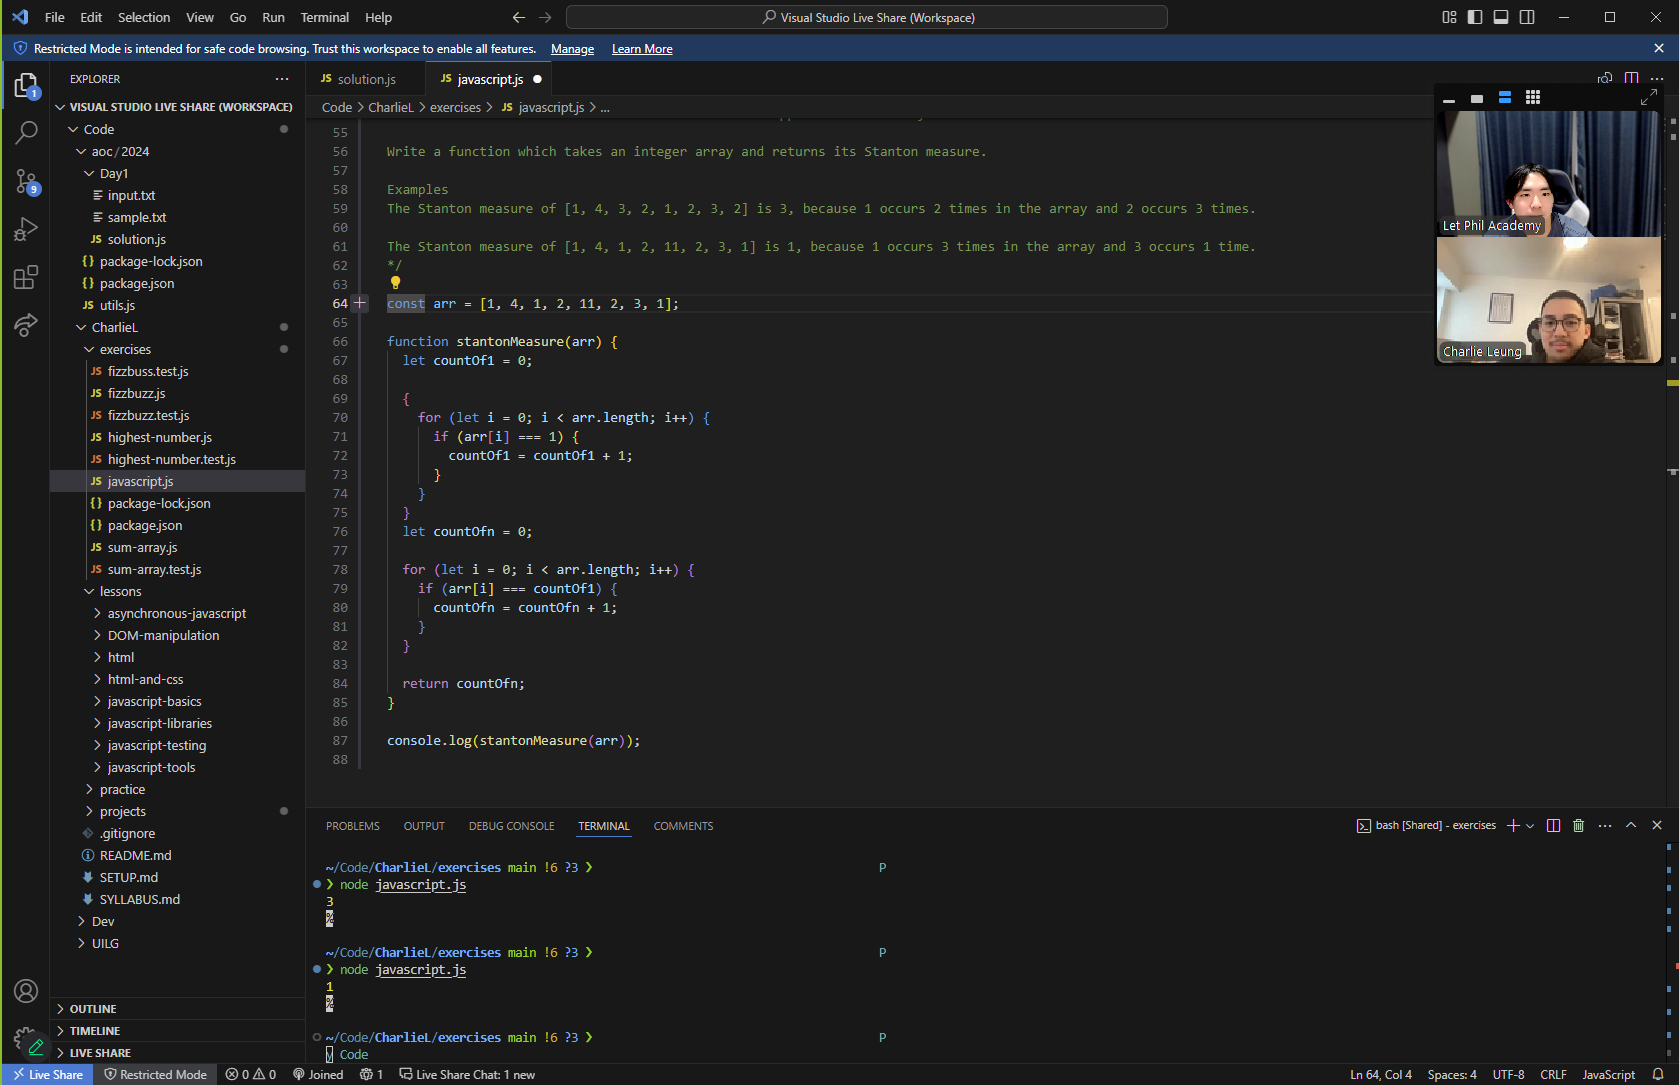 File Edit Selection View Go Run Terminal Help
Visual Studio Live Share (Workspace)
Restricted Mode is intended for safe code browsing. Trust this workspace to enable all features. Manage Learn More
EXPLORER
VISUAL STUDIO LIVE SHARE (WORKSPACE)
Code
aoc/2024
Day1
input.txt
sample.txt
JS solution.js
{} package-lock.json
{} package.json
JS utils.js
CharlieL
exercises
JS fizzbuss.test.js
JS fizzbuzz.js
JS fizzbuzz.test.js
JS highest-number.js
JS highest-number.test.js
JS javascript.js
{} package-lock.json
{} package.json
JS sum-array.js
JS sum-array.test.js
lessons
asynchronous-javascript
DOM-manipulation
html
html-and-css
javascript-basics
javascript-libraries
javascript-testing
javascript-tools
practice
projects
.gitignore
README.md
SETUP.md
SYLLABUS.md
Dev
UILG
OUTLINE
TIMELINE
LIVE SHARE
1
9
JS solution.js JS javascript.js
Code > CharlieL > exercises > JS javascript.js > ...
55
56 Write a function which takes an integer array and returns its Stanton measure.
57
58 Examples
59 The Stanton measure of [1, 4, 3, 2, 1, 2, 3, 2] is 3, because 1 occurs 2 times in the array and 2 occurs 3 times.
60
61 The Stanton measure of [1, 4, 1, 2, 11, 2, 3, 1] is 1, because 1 occurs 3 times in the array and 3 occurs 1 time.
62 */
63
64 const arr = [1, 4, 1, 2, 11, 2, 3, 1];
65
66 function stantonMeasure(arr) {
67 let countOf1 = 0;
68
69 {
70 for (let i = 0; i < arr.length; i++) {
71 if (arr[i] === 1) {
72 countOf1 = countOf1 + 1;
73 }
74 }
75 }
76 let countOfn = 0;
77
78 for (let i = 0; i < arr.length; i++) {
79 if (arr[i] === countOf1) {
80 countOfn = countOfn + 1;
81 }
82 }
83
84 return countOfn;
85 }
86
87 console.log(stantonMeasure(arr));
88
Let Phil Academy
Charlie Leung
PROBLEMS OUTPUT DEBUG CONSOLE TERMINAL COMMENTS
bash [Shared] - exercises
~/Code/CharlieL/exercises main !6 ?3 ❯ P
❯ node javascript.js
3
%
~/Code/CharlieL/exercises main !6 ?3 ❯ P
❯ node javascript.js
1
%
~/Code/CharlieL/exercises main !6 ?3 ❯ P
y Code
Live Share Restricted Mode 0 0 Joined 1 Live Share Chat: 1 new
Ln 64, Col 4 Spaces: 4 UTF-8 CRLF JavaScript